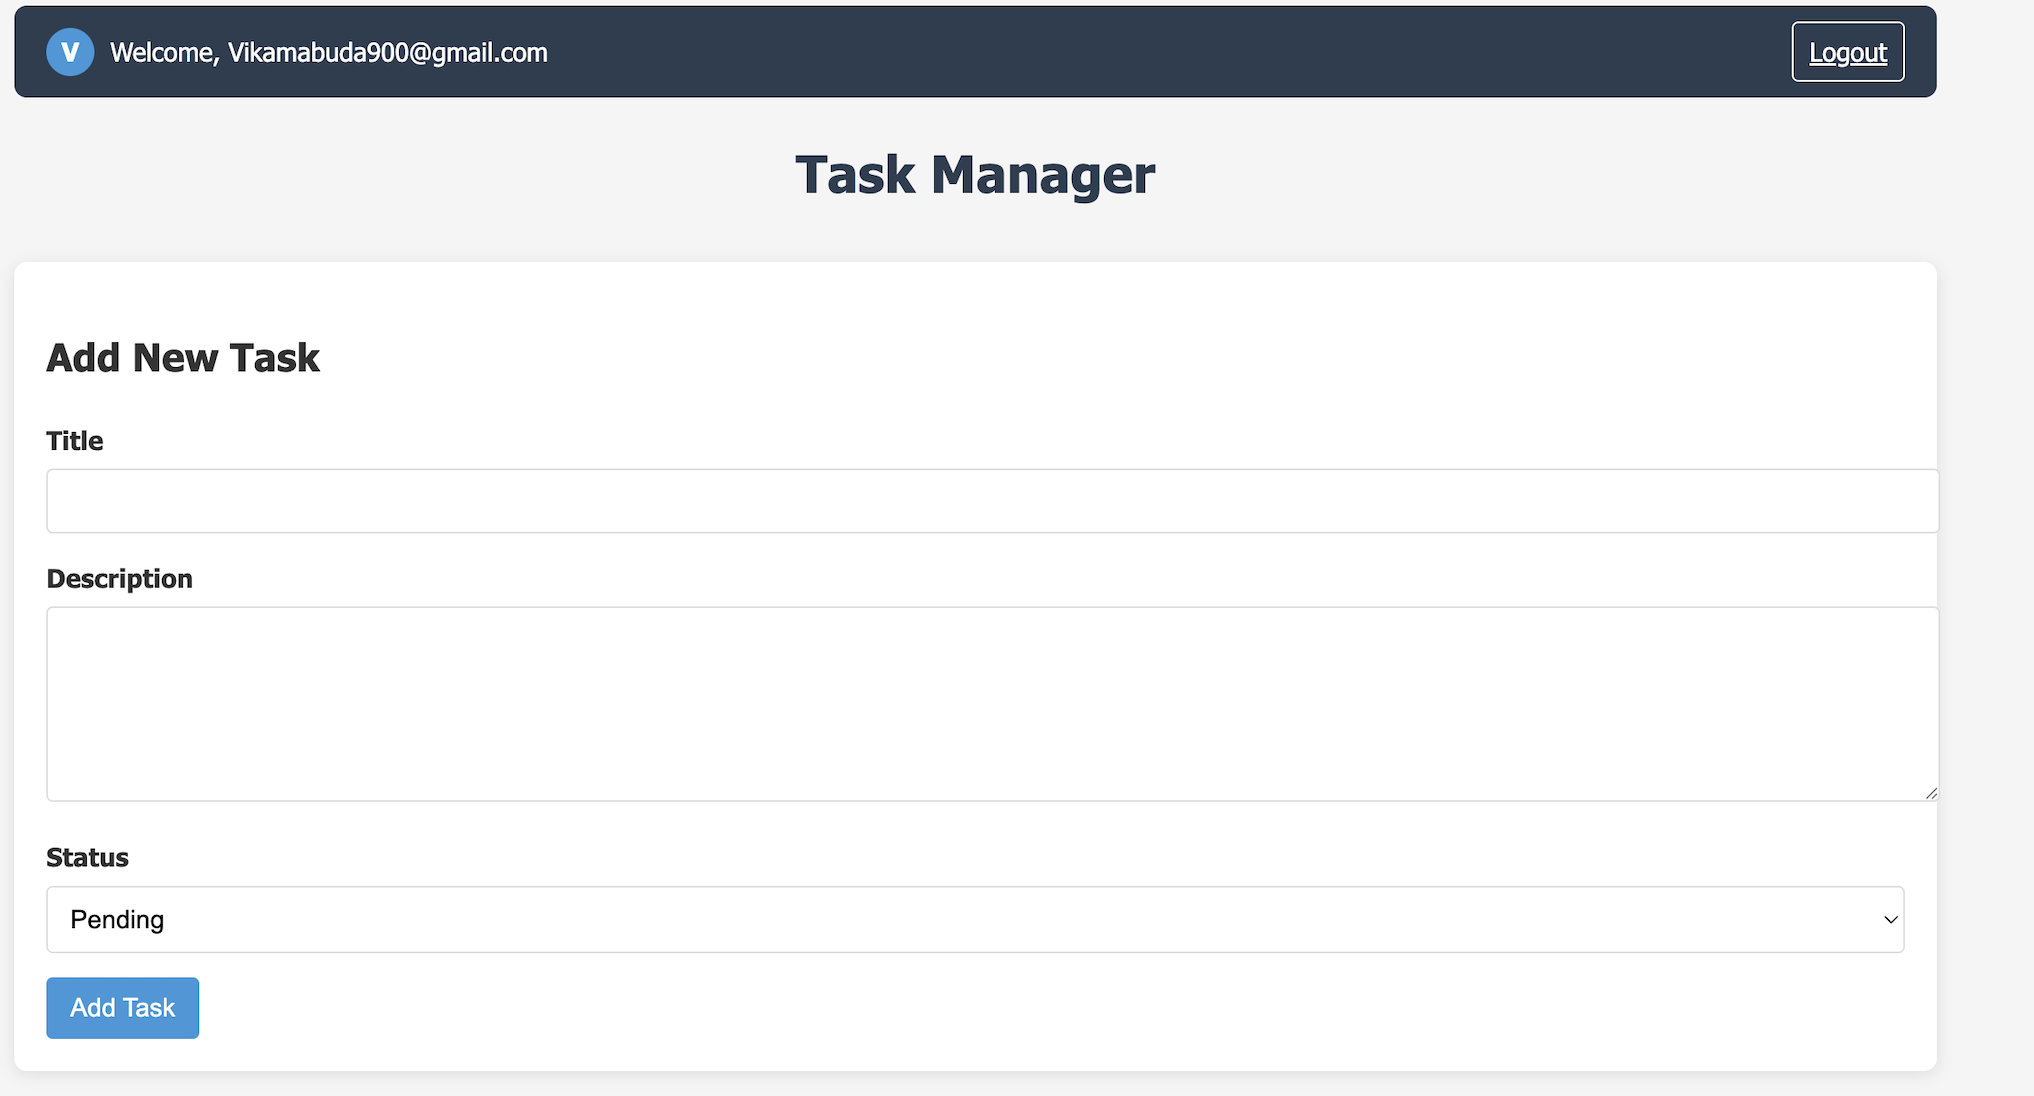 V Welcome, Vikamabuda900@gmail.com Logout
Task Manager
Add New Task
Title
Description
Status
Pending
Add Task